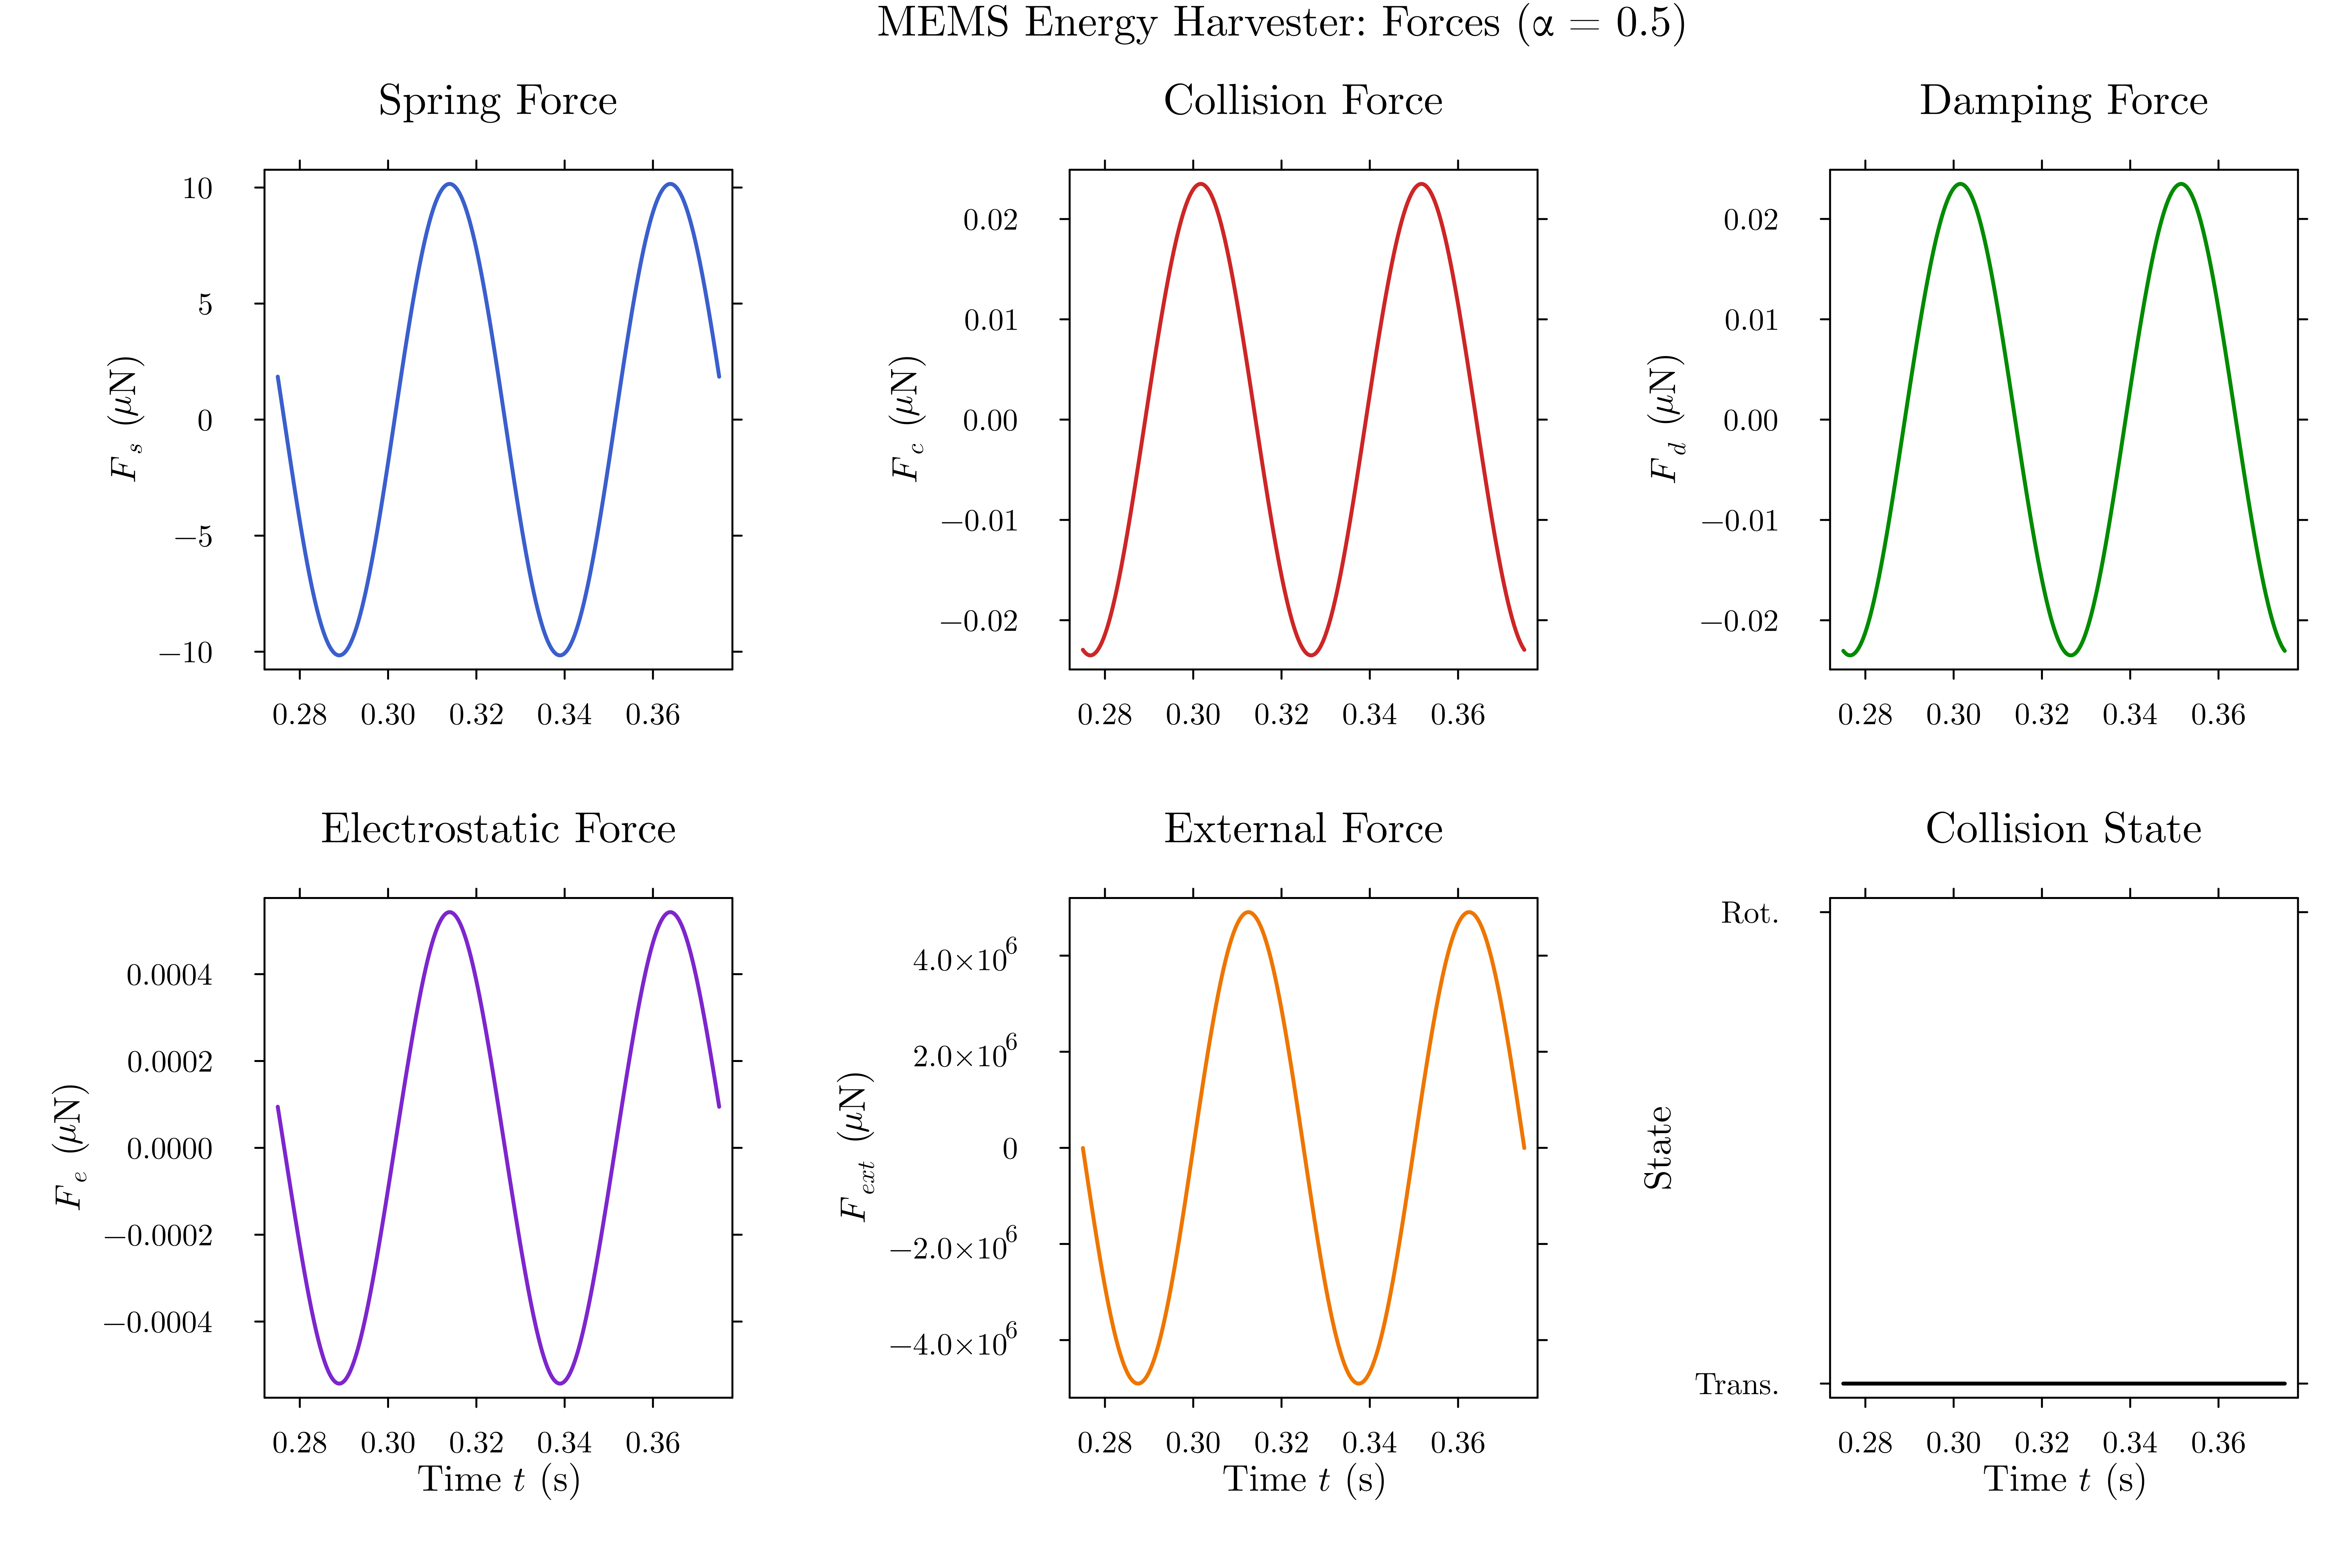 MEMS Energy Harvester: Forces (α = 0.5)
Spring Force
Collision Force
Damping Force
10
5
0
−5
−10
F_s (μN)
0.28 0.30 0.32 0.34 0.36
0.02
0.01
0.00
−0.01
−0.02
F_c (μN)
0.28 0.30 0.32 0.34 0.36
0.02
0.01
0.00
−0.01
−0.02
F_d (μN)
0.28 0.30 0.32 0.34 0.36
Electrostatic Force
External Force
Collision State
0.0004
0.0002
0.0000
−0.0002
−0.0004
F_e (μN)
0.28 0.30 0.32 0.34 0.36
Time t (s)
4.0×10⁶
2.0×10⁶
0
−2.0×10⁶
−4.0×10⁶
F_ext (μN)
0.28 0.30 0.32 0.34 0.36
Time t (s)
Rot.
Trans.
State
0.28 0.30 0.32 0.34 0.36
Time t (s)